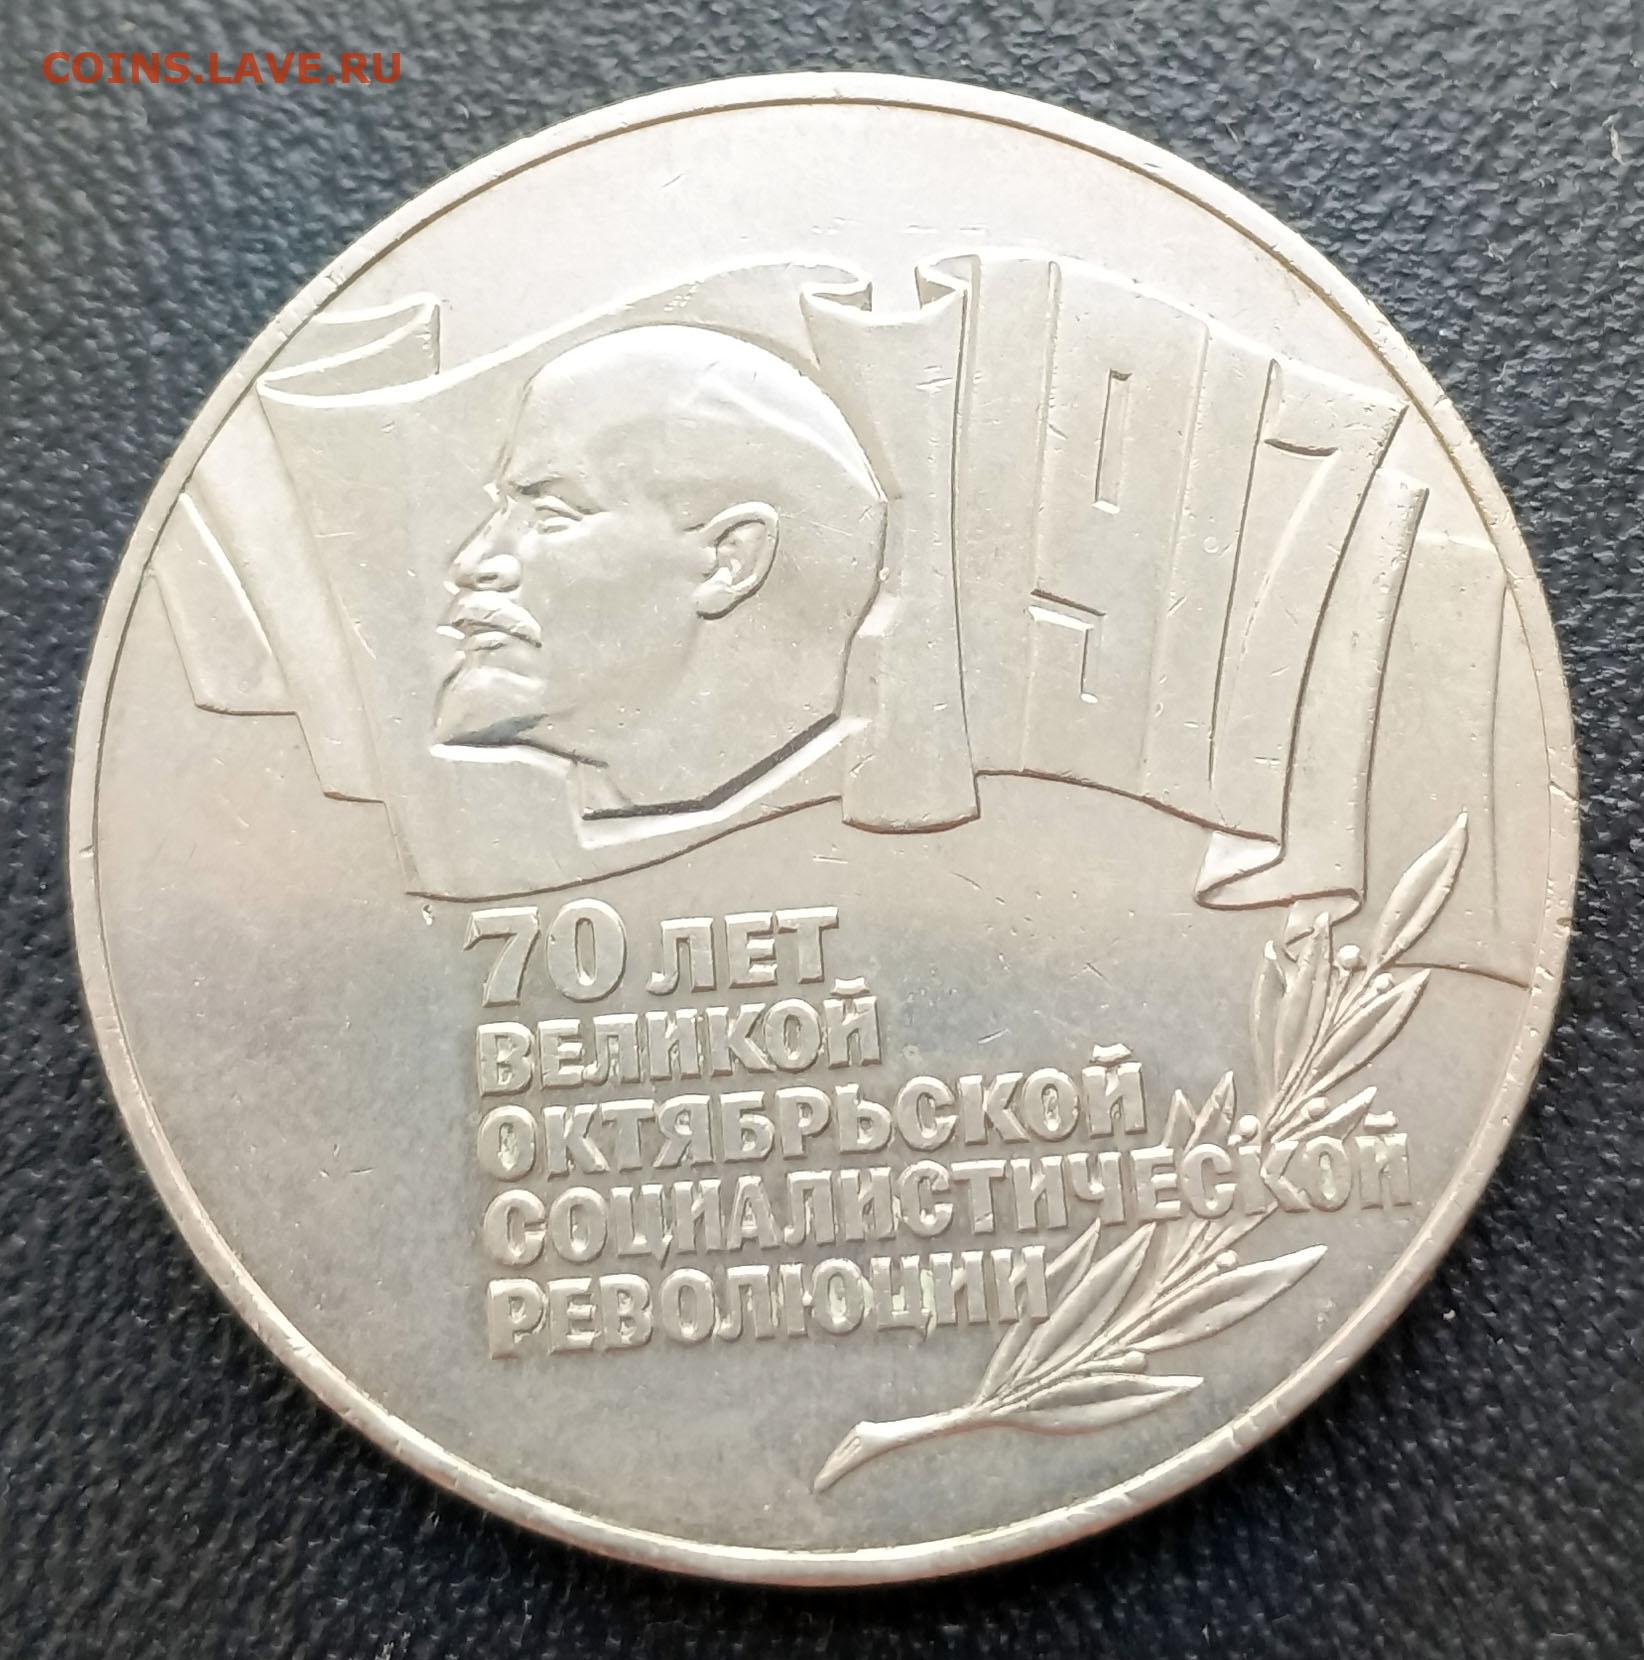 COINS.LAVE.RU
1917
70 ЛЕТ
ВЕЛИКОЙ
ОКТЯБРЬСКОЙ
СОЦИАЛИСТИЧЕСКОЙ
РЕВОЛЮЦИИ